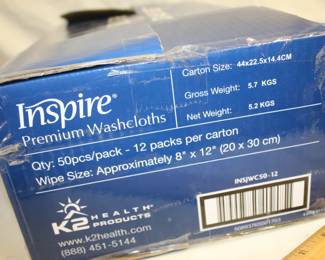 Inspire®
Premium Washcloths
Qty: 50pcs/pack - 12 packs per carton
Wipe Size: Approximately 8" x 12" (20 x 30 cm)
Carton Size: 44x22.5x14.4CM
Gross Weight: 5.7 KGS
Net Weight: 5.2 KGS
K2 HEALTH®
PRODUCTS
www.k2health.com
(888) 451-5144
INSJWC50-12